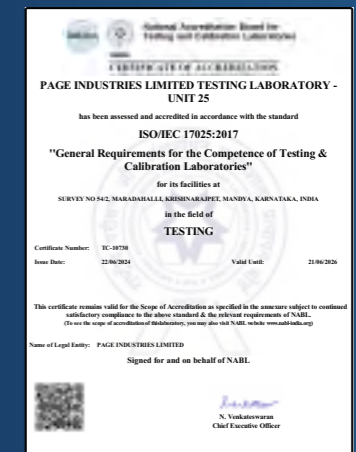 National Accreditation Board for
Testing and Calibration Laboratories
CERTIFICATE OF ACCREDITATION
PAGE INDUSTRIES LIMITED TESTING LABORATORY -
UNIT 25
has been assessed and accredited in accordance with the standard
ISO/IEC 17025:2017
"General Requirements for the Competence of Testing &
Calibration Laboratories"
for its facilities at
SURVEY NO 54/2, MARADAHALLI, KRISHNARAJPET, MANDYA, KARNATAKA, INDIA
in the field of
TESTING
Certificate Number: TC-10730
Issue Date: 22/06/2024 Valid Until: 21/06/2026
This certificate remains valid for the Scope of Accreditation as specified in the annexure subject to continued
satisfactory compliance to the above standard & the relevant requirements of NABL.
(To see the scope of accreditation of this laboratory, you may also visit NABL website www.nabl-india.org)
Name of Legal Entity: PAGE INDUSTRIES LIMITED
Signed for and on behalf of NABL
N. Venkateswaran
Chief Executive Officer